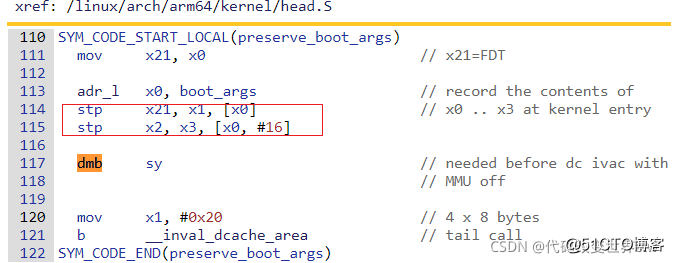 xref: /linux/arch/arm64/kernel/head.S
110 SYM_CODE_START_LOCAL(preserve_boot_args)
111 mov x21, x0 // x21=FDT
112
113 adr_l x0, boot_args // record the contents of
114 stp x21, x1, [x0] // x0 .. x3 at kernel entry
115 stp x2, x3, [x0, #16]
116
117 dmb sy // needed before dc ivac with
118 // MMU off
119
120 mov x1, #0x20 // 4 x 8 bytes
121 b __inval_dcache_area // tail call
122 SYM_CODE_END(preserve_boot_args)
CSDN @代码改变世界
@51CTO博客